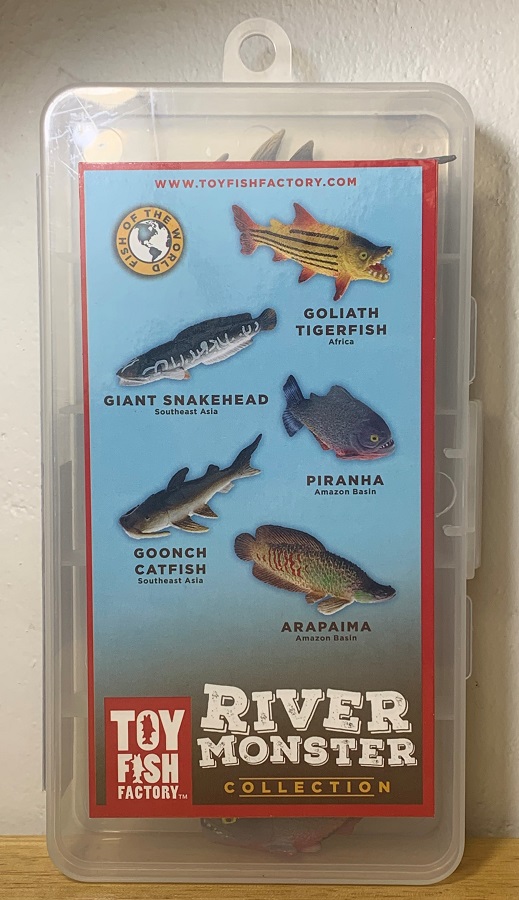 WWW.TOYFISHFACTORY.COM
FISH OF THE WORLD
GOLIATH
TIGERFISH
Africa
GIANT SNAKEHEAD
Southeast Asia
PIRANHA
Amazon Basin
GOONCH
CATFISH
Southeast Asia
ARAPAIMA
Amazon Basin
TOY
FISH
FACTORY™
RIVER
MONSTER
COLLECTION